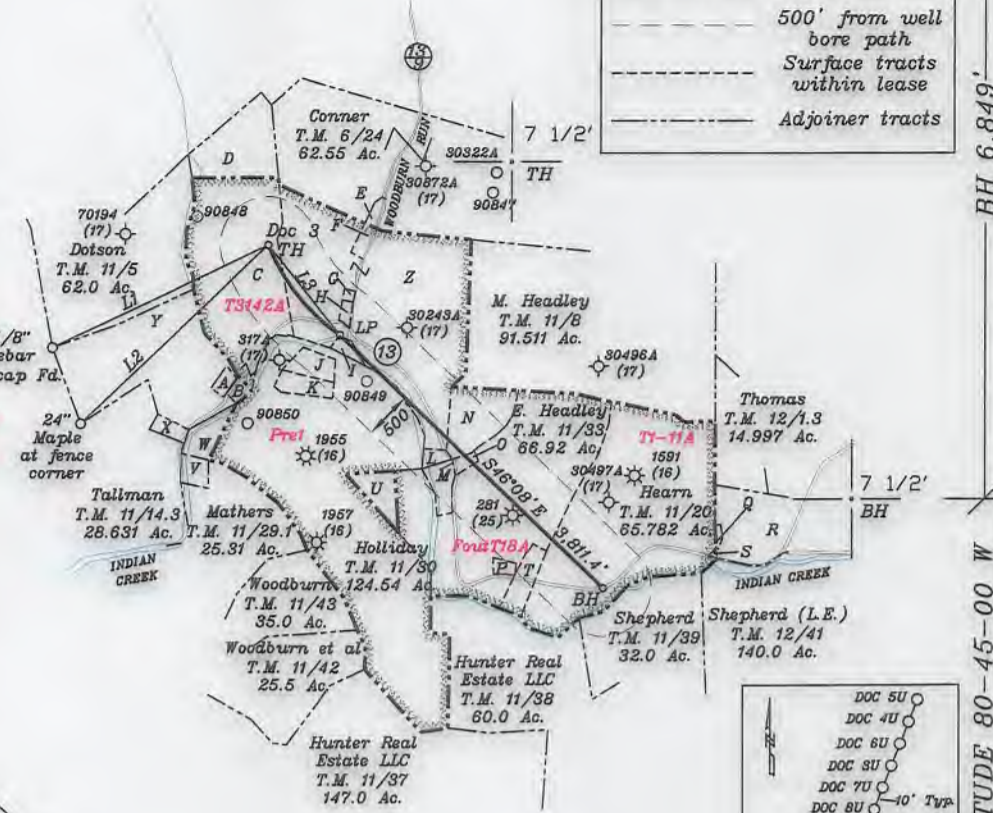 500' from well
bore path
Surface tracts
within lease
Adjoiner tracts
BH 6,849'
13
9
Conner
T.M. 6/24
62.55 Ac.
WOODBURN RUN
30872A
(17)
30322A
90847
7 1/2'
TH
D
E
F
70194
(17)
90848
Doc 3
TH
Dotson
T.M. 11/5
62.0 Ac.
C
L1
Y
L2
L3
G
H
Z
T3142A
30243A
(17)
LP
13
M. Headley
T.M. 11/8
91.511 Ac.
30496A
(17)
/8"
ebar
cap Fd.
317A
(17)
J
K
I
A
B
90849
90850
500'
24"
Maple
at fence
corner
X
W
V
Pre1
1955
(16)
N
O
E. Headley
T.M. 11/33
66.92 Ac.
T1-11A
1591
(16)
30497A
(17)
Hearn
T.M. 11/20
65.782 Ac.
Thomas
T.M. 12/1.3
14.997 Ac.
7 1/2'
BH
L
M
U
S46°08' E
3,811.4'
281
(25)
FoutT18A
P
T
BH
Q
R
S
INDIAN CREEK
Tallman
T.M. 11/14.3
28.631 Ac.
Mathers
T.M. 11/29.1
25.31 Ac.
1957
(16)
Holliday
T.M. 11/30
124.54 Ac
INDIAN
CREEK
Woodburn
T.M. 11/43
35.0 Ac.
Woodburn et al
T.M. 11/42
25.5 Ac.
Hunter Real
Estate LLC
T.M. 11/38
60.0 Ac.
Shepherd
T.M. 11/39
32.0 Ac.
Shepherd (L.E.)
T.M. 12/41
140.0 Ac.
Hunter Real
Estate LLC
T.M. 11/37
147.0 Ac.
DOC 5U
DOC 4U
DOC 6U
DOC 3U
DOC 7U
DOC 8U
10' Typ.
TUDE 80-45-00 W